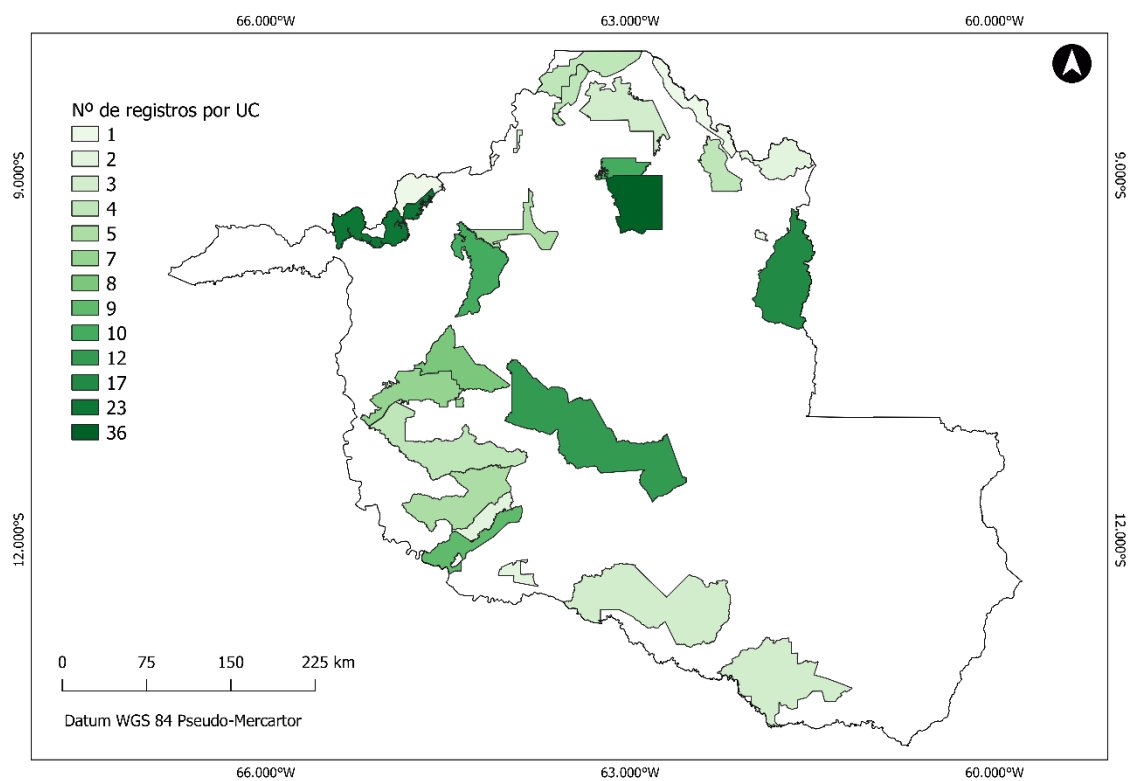 66.000°W 63.000°W 60.000°W
Nº de registros por UC
1
2
3
4
5
7
8
9
10
12
17
23
36
9.000°S 9.000°S
12.000°S 12.000°S
0 75 150 225 km
Datum WGS 84 Pseudo-Mercartor
66.000°W 63.000°W 60.000°W